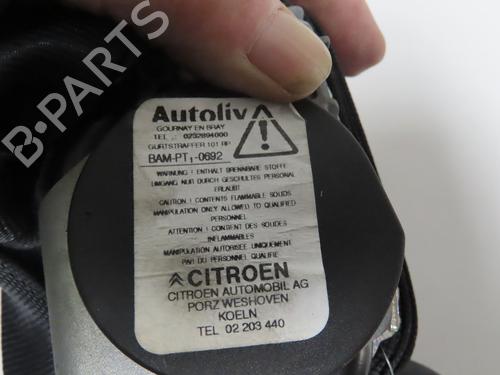 Autoliv
GOURNAY EN BRAY
TEL .: 0232894000
GURTSTRAFFER 101 RP
BAM-PT1-0692
WARNUNG ! ENTHALT BRENNBARE STOFFE
UMGANG NUR DURCH GESCHULTES PERSONAL
ERLAUBT
CAUTION ! CONTENTS FLAMMABLE SOLIDS
MANIPULATION ONLY ALLOWED TO QUALIFIED
PERSONNEL
ATTENTION ! CONTIENT DES SOLIDES
INFLAMMABLES
MANIPULATION AUTORISEE UNIQUEMENT
PAR DU PERSONNEL QUALIFIE
CITROEN
CITROEN AUTOMOBIL AG
PORZ WESHOVEN
KOELN
TEL 02 203 440
B-PARTS